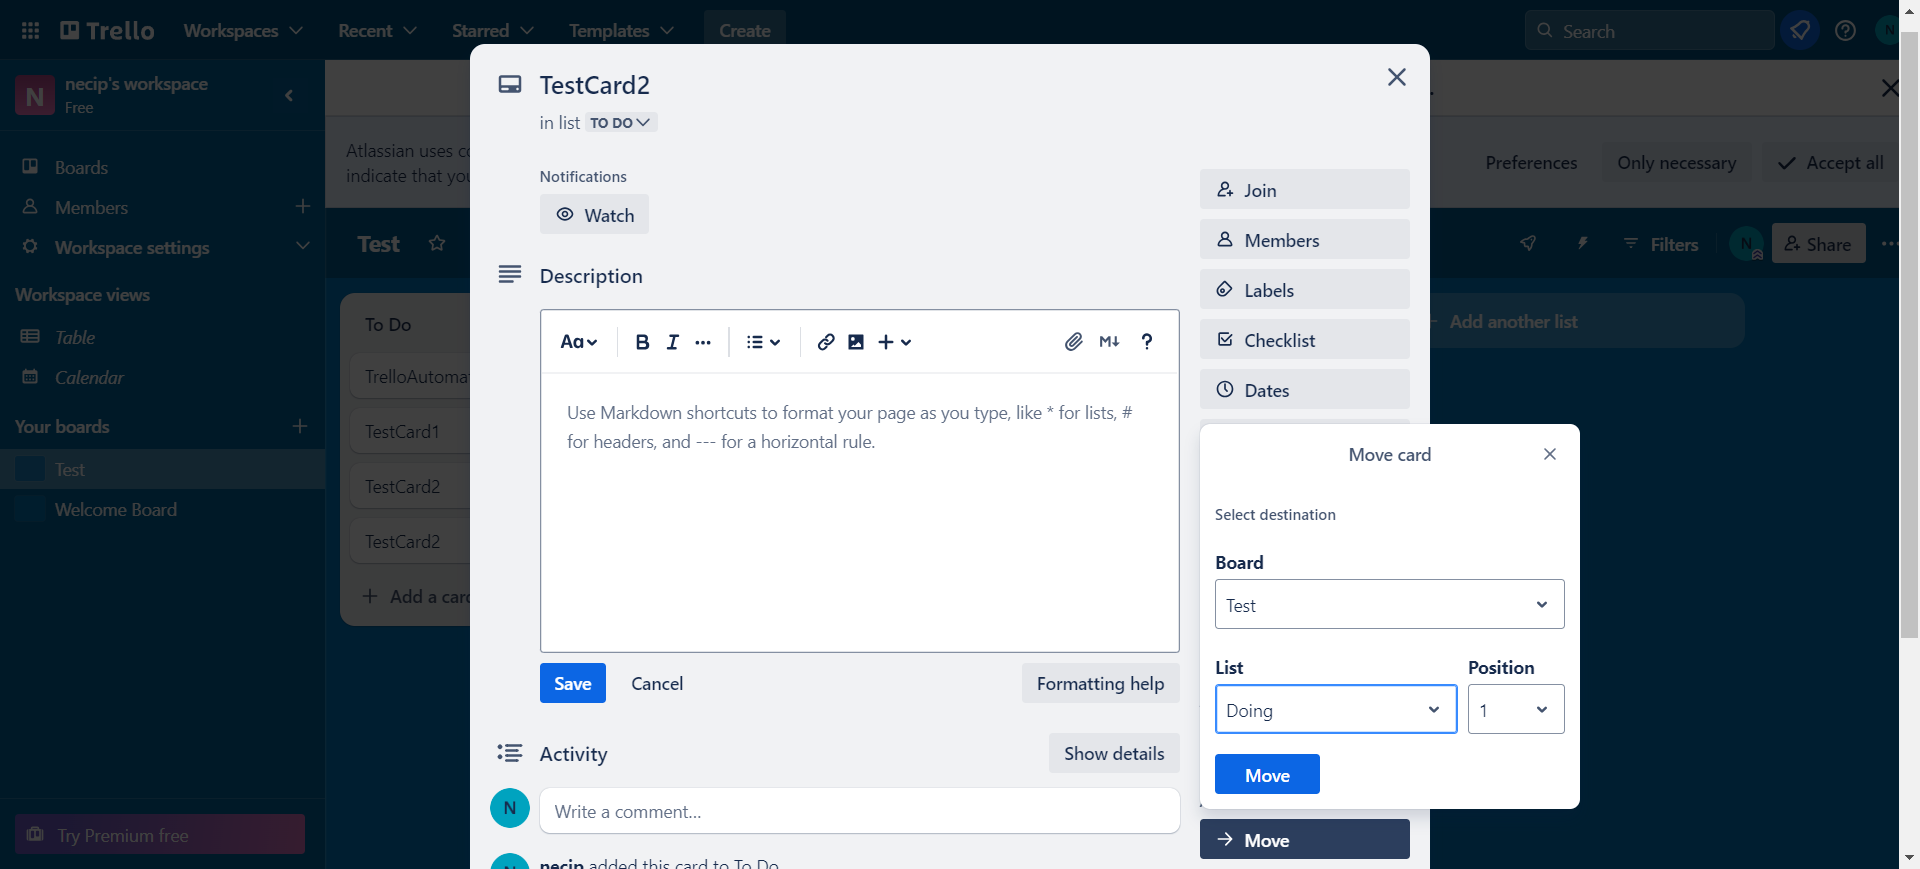 Trello
Workspaces
Recent
Starred
Templates
Create
Search
N
N
necip's workspace
Free
Boards
Members
Workspace settings
Workspace views
Table
Calendar
Your boards
Test
Welcome Board
Try Premium free
Atlassian uses
indicate that you
Preferences
Only necessary
Accept all
Test
Filters
N
Share
To Do
TrelloAutoma
TestCard1
TestCard2
TestCard2
Add a card
Add another list
TestCard2
in list TO DO
Notifications
Watch
Description
Aa
B I
M
?
Use Markdown shortcuts to format your page as you type, like * for lists, #
for headers, and --- for a horizontal rule.
Save
Cancel
Formatting help
Activity
Show details
N
Write a comment...
necip added this card to To Do
Join
Members
Labels
Checklist
Dates
Move card
Select destination
Board
Test
List
Position
Doing
1
Move
Move